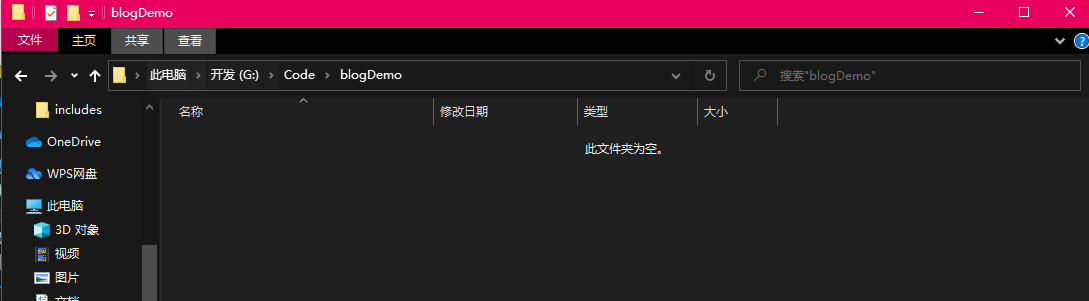 blogDemo
文件 主页 共享 查看
此电脑 开发 (G:) Code blogDemo 搜索"blogDemo"
名称 修改日期 类型 大小
includes
此文件夹为空。
OneDrive
WPS网盘
此电脑
3D 对象
视频
图片
文档